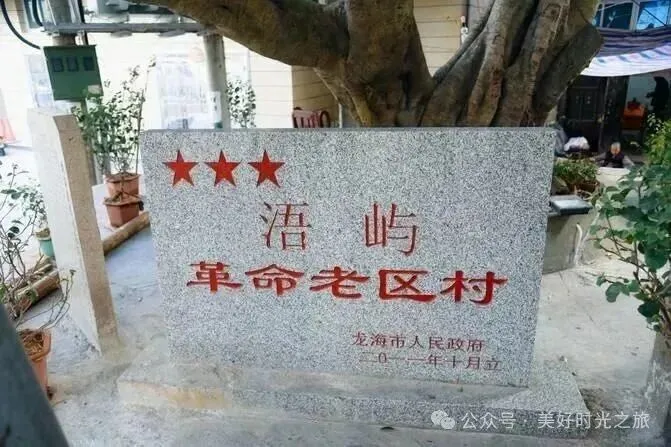 ★★★
浯屿
革命老区村
龙海市人民政府
二〇一一年十月立
公众号·美好时光之旅